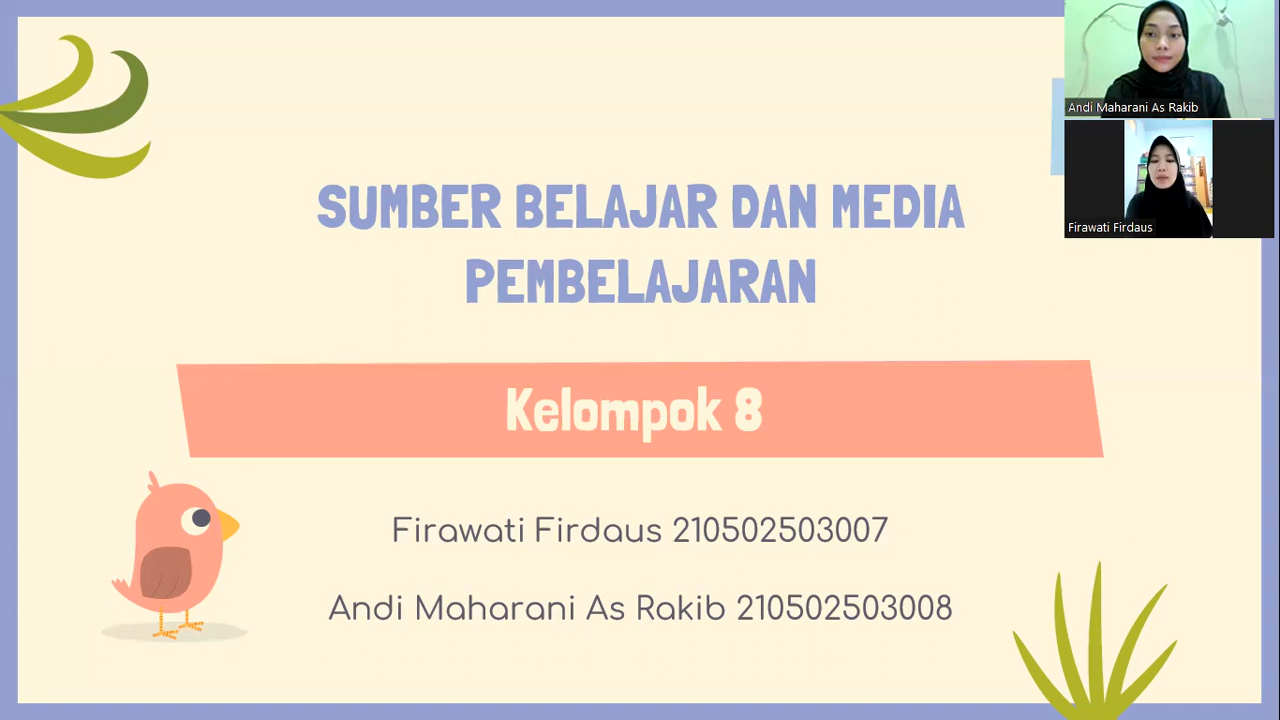 SUMBER BELAJAR DAN MEDIA
PEMBELAJARAN
Kelompok 8
Firawati Firdaus 210502503007
Andi Maharani As Rakib 210502503008
Andi Maharani As Rakib
Firawati Firdaus